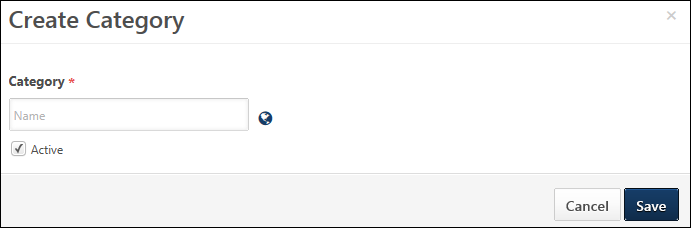 Create Category
×
Category *
Name
Active
Cancel Save